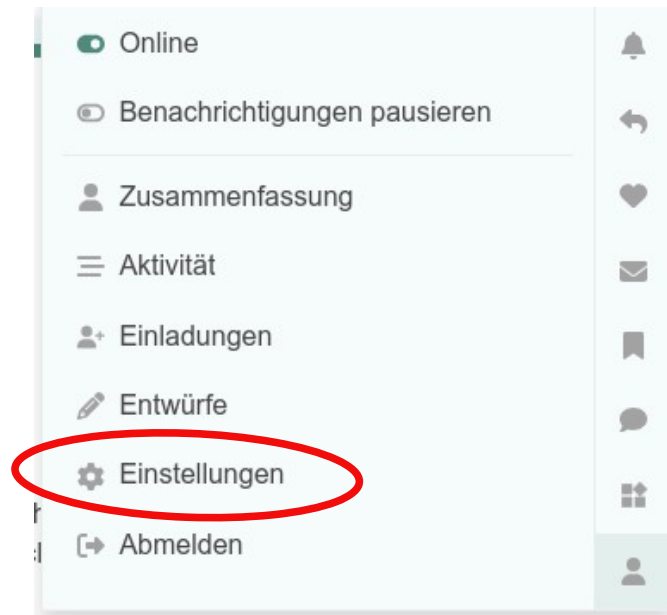 Online
Benachrichtigungen pausieren
Zusammenfassung
Aktivität
Einladungen
Entwürfe
Einstellungen
Abmelden